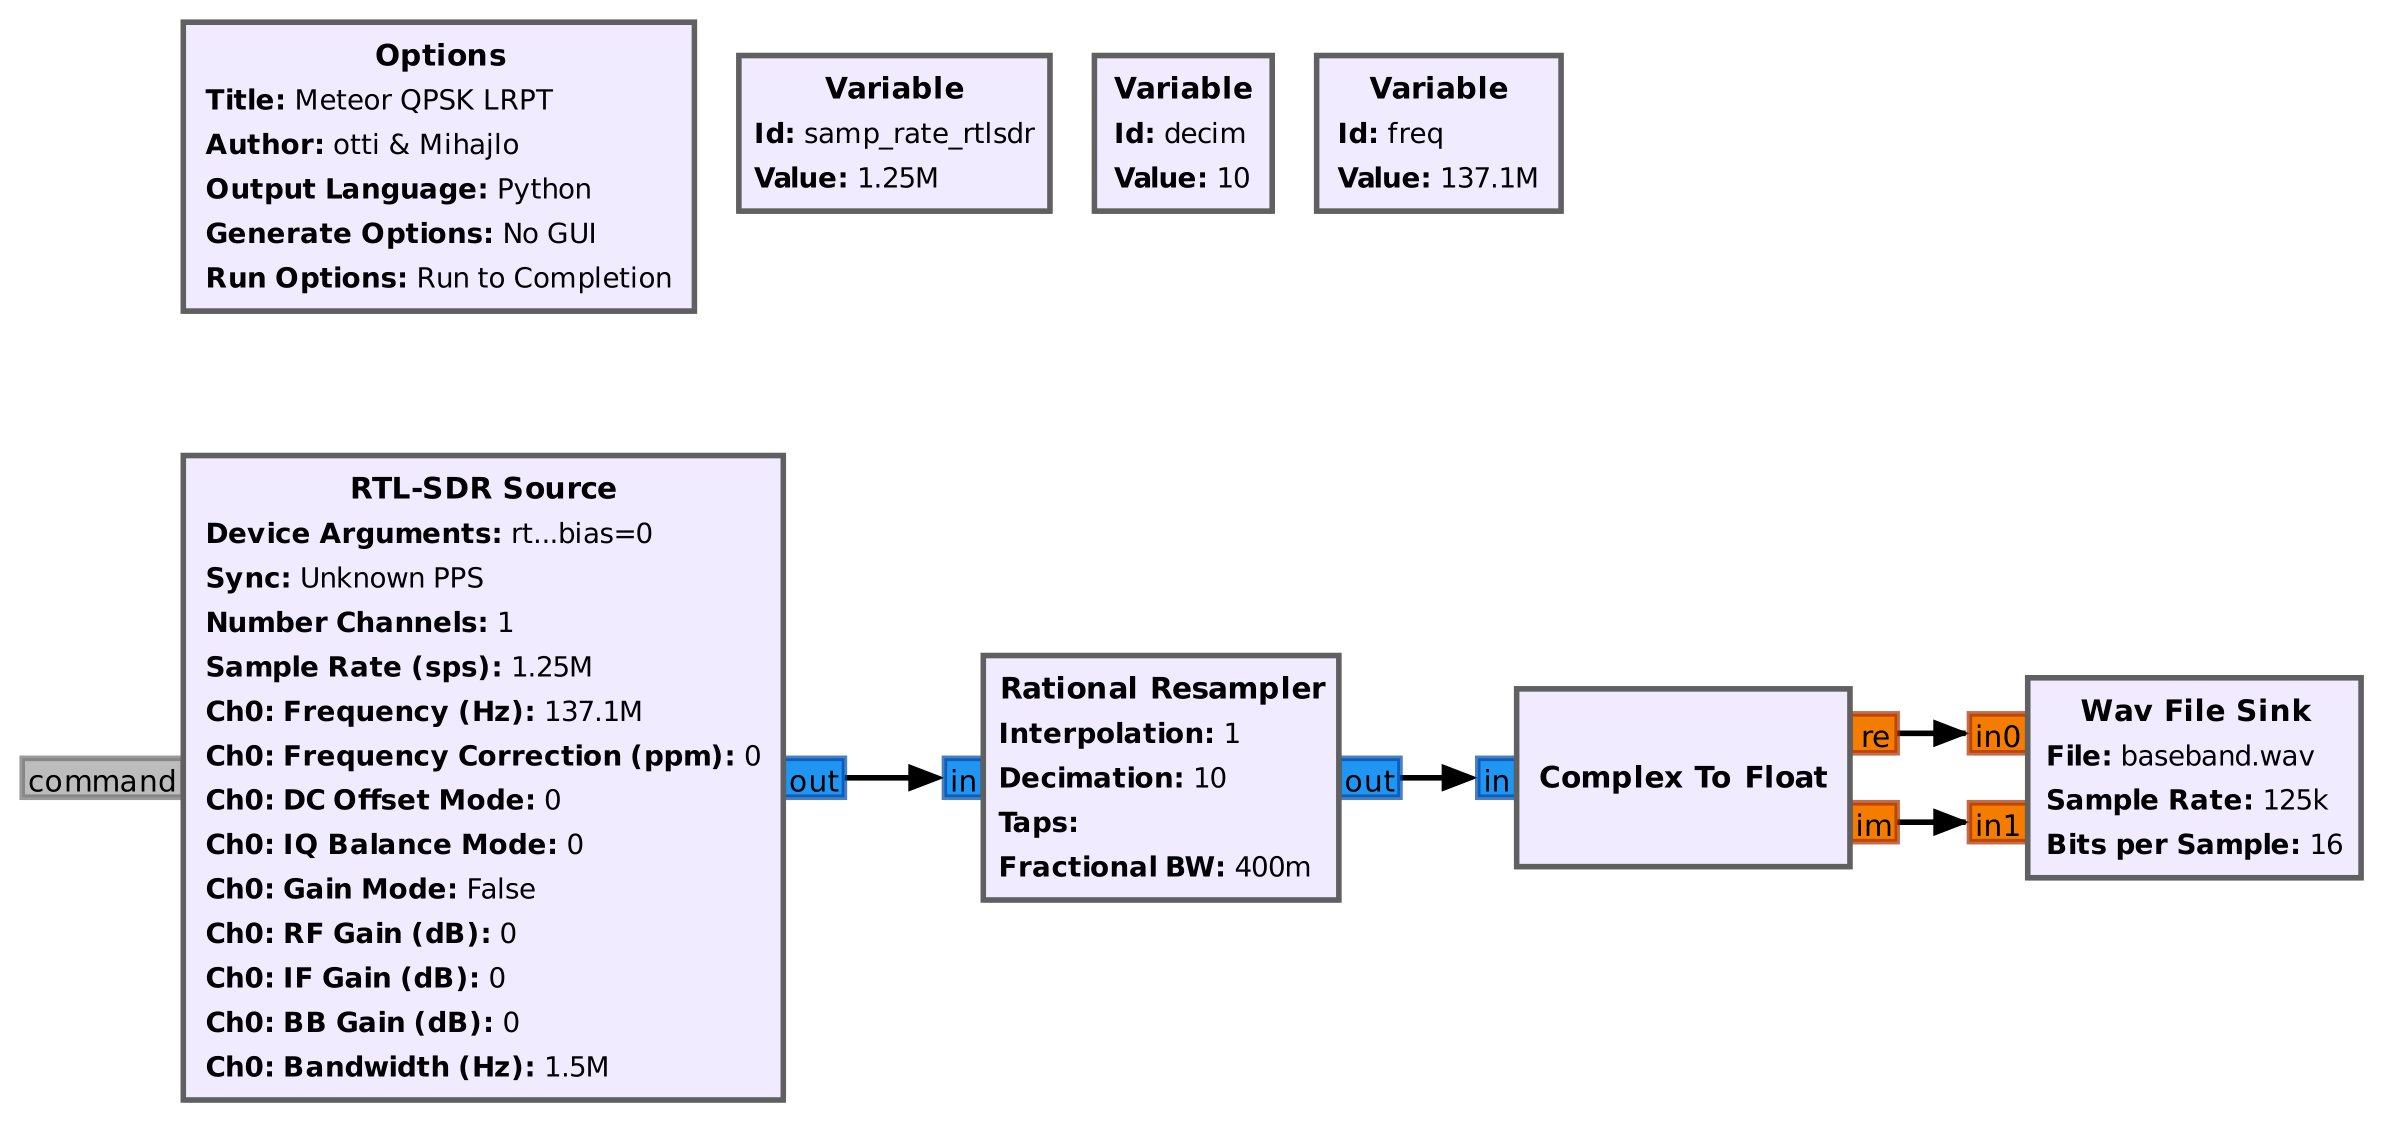 Options
Title: Meteor QPSK LRPT
Author: otti & Mihajlo
Output Language: Python
Generate Options: No GUI
Run Options: Run to Completion
Variable
Id: samp_rate_rtlsdr
Value: 1.25M
Variable
Id: decim
Value: 10
Variable
Id: freq
Value: 137.1M
command
RTL-SDR Source
Device Arguments: rt...bias=0
Sync: Unknown PPS
Number Channels: 1
Sample Rate (sps): 1.25M
Ch0: Frequency (Hz): 137.1M
Ch0: Frequency Correction (ppm): 0
Ch0: DC Offset Mode: 0
Ch0: IQ Balance Mode: 0
Ch0: Gain Mode: False
Ch0: RF Gain (dB): 0
Ch0: IF Gain (dB): 0
Ch0: BB Gain (dB): 0
Ch0: Bandwidth (Hz): 1.5M
out
in
Rational Resampler
Interpolation: 1
Decimation: 10
Taps:
Fractional BW: 400m
out
in
Complex To Float
re
im
in0
in1
Wav File Sink
File: baseband.wav
Sample Rate: 125k
Bits per Sample: 16